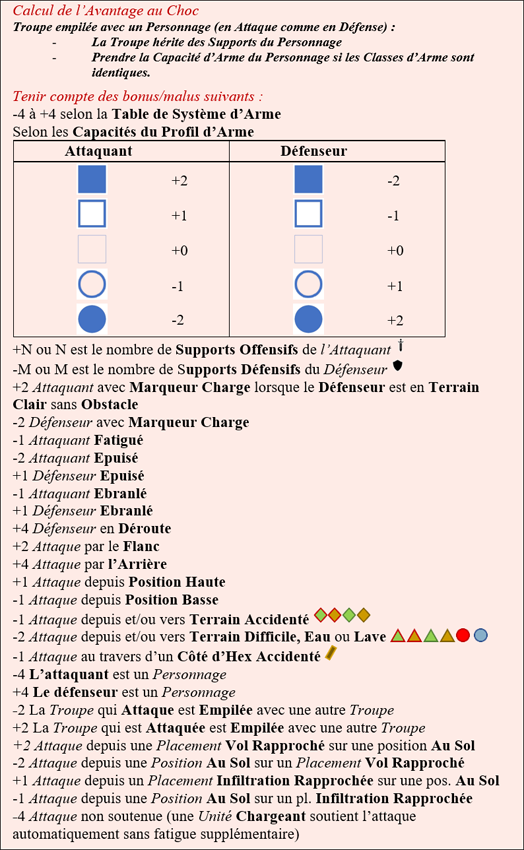 Calcul de l'Avantage au Choc
Troupe empilée avec un Personnage (en Attaque comme en Défense) :
- La Troupe hérite des Supports du Personnage
- Prendre la Capacité d'Arme du Personnage si les Classes d'Arme sont
identiques.
Tenir compte des bonus/malus suivants :
-4 à +4 selon la Table de Système d'Arme
Selon les Capacités du Profil d'Arme
Attaquant Défenseur
+2 -2
+1 -1
+0 +0
-1 +1
-2 +2
+N ou N est le nombre de Supports Offensifs de l'Attaquant
-M ou M est le nombre de Supports Défensifs du Défenseur
+2 Attaquant avec Marqueur Charge lorsque le Défenseur est en Terrain
Clair sans Obstacle
-2 Défenseur avec Marqueur Charge
-1 Attaquant Fatigué
-2 Attaquant Epuisé
+1 Défenseur Epuisé
-1 Attaquant Ebranlé
+1 Défenseur Ebranlé
+4 Défenseur en Déroute
+2 Attaque par le Flanc
+4 Attaque par l'Arrière
+1 Attaque depuis Position Haute
-1 Attaque depuis Position Basse
-1 Attaque depuis et/ou vers Terrain Accidenté
-2 Attaque depuis et/ou vers Terrain Difficile, Eau ou Lave
-1 Attaque au travers d'un Côté d'Hex Accidenté
-4 L'attaquant est un Personnage
+4 Le défenseur est un Personnage
-2 La Troupe qui Attaque est Empilée avec une autre Troupe
+2 La Troupe qui est Attaquée est Empilée avec une autre Troupe
+2 Attaque depuis une Placement Vol Rapproché sur une position Au Sol
-2 Attaque depuis une Position Au Sol sur un Placement Vol Rapproché
+1 Attaque depuis un Placement Infiltration Rapprochée sur une pos. Au Sol
-1 Attaque depuis une Position Au Sol sur un pl. Infiltration Rapprochée
-4 Attaque non soutenue (une Unité Chargeant soutient l'attaque
automatiquement sans fatigue supplémentaire)